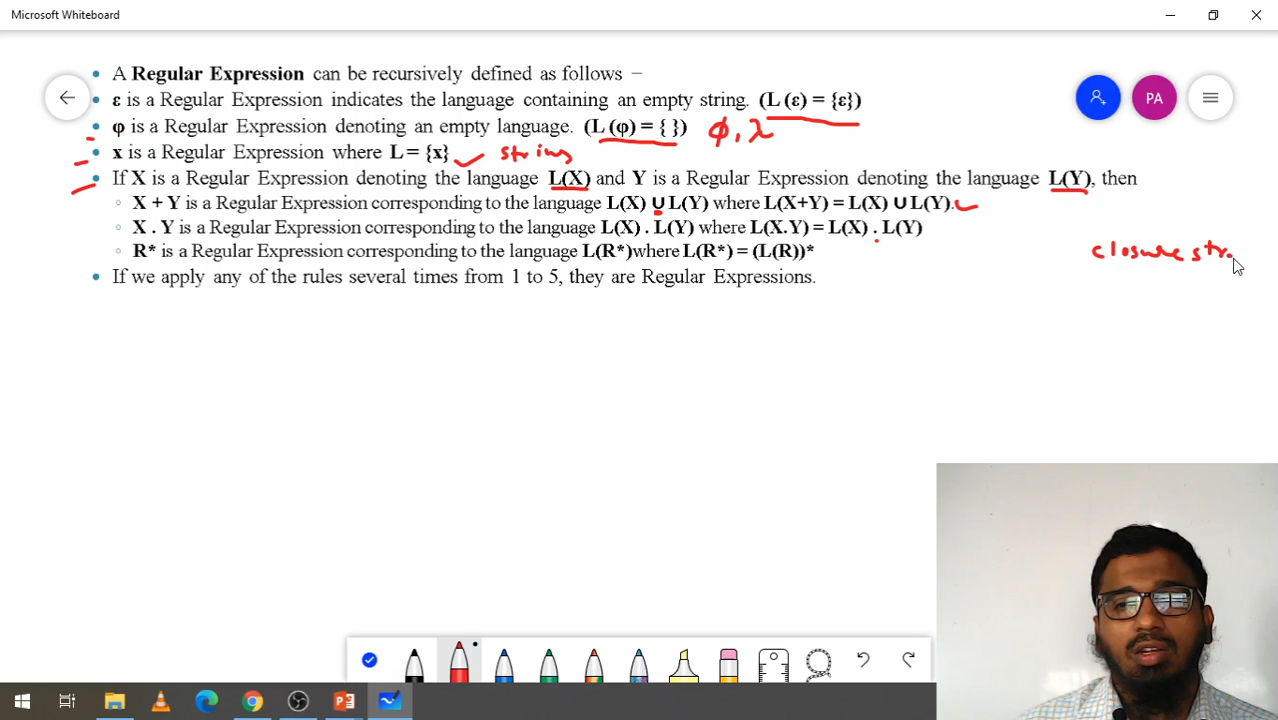 Microsoft Whiteboard
A Regular Expression can be recursively defined as follows −
ε is a Regular Expression indicates the language containing an empty string. (L (ε) = {ε})
φ is a Regular Expression denoting an empty language. (L (φ) = { }) ϕ, λ
x is a Regular Expression where L = {x} string
If X is a Regular Expression denoting the language L(X) and Y is a Regular Expression denoting the language L(Y), then
X + Y is a Regular Expression corresponding to the language L(X) ∪ L(Y) where L(X+Y) = L(X) ∪ L(Y).
X . Y is a Regular Expression corresponding to the language L(X) . L(Y) where L(X.Y) = L(X) . L(Y)
R* is a Regular Expression corresponding to the language L(R*)where L(R*) = (L(R))*
closure str
If we apply any of the rules several times from 1 to 5, they are Regular Expressions.
PA